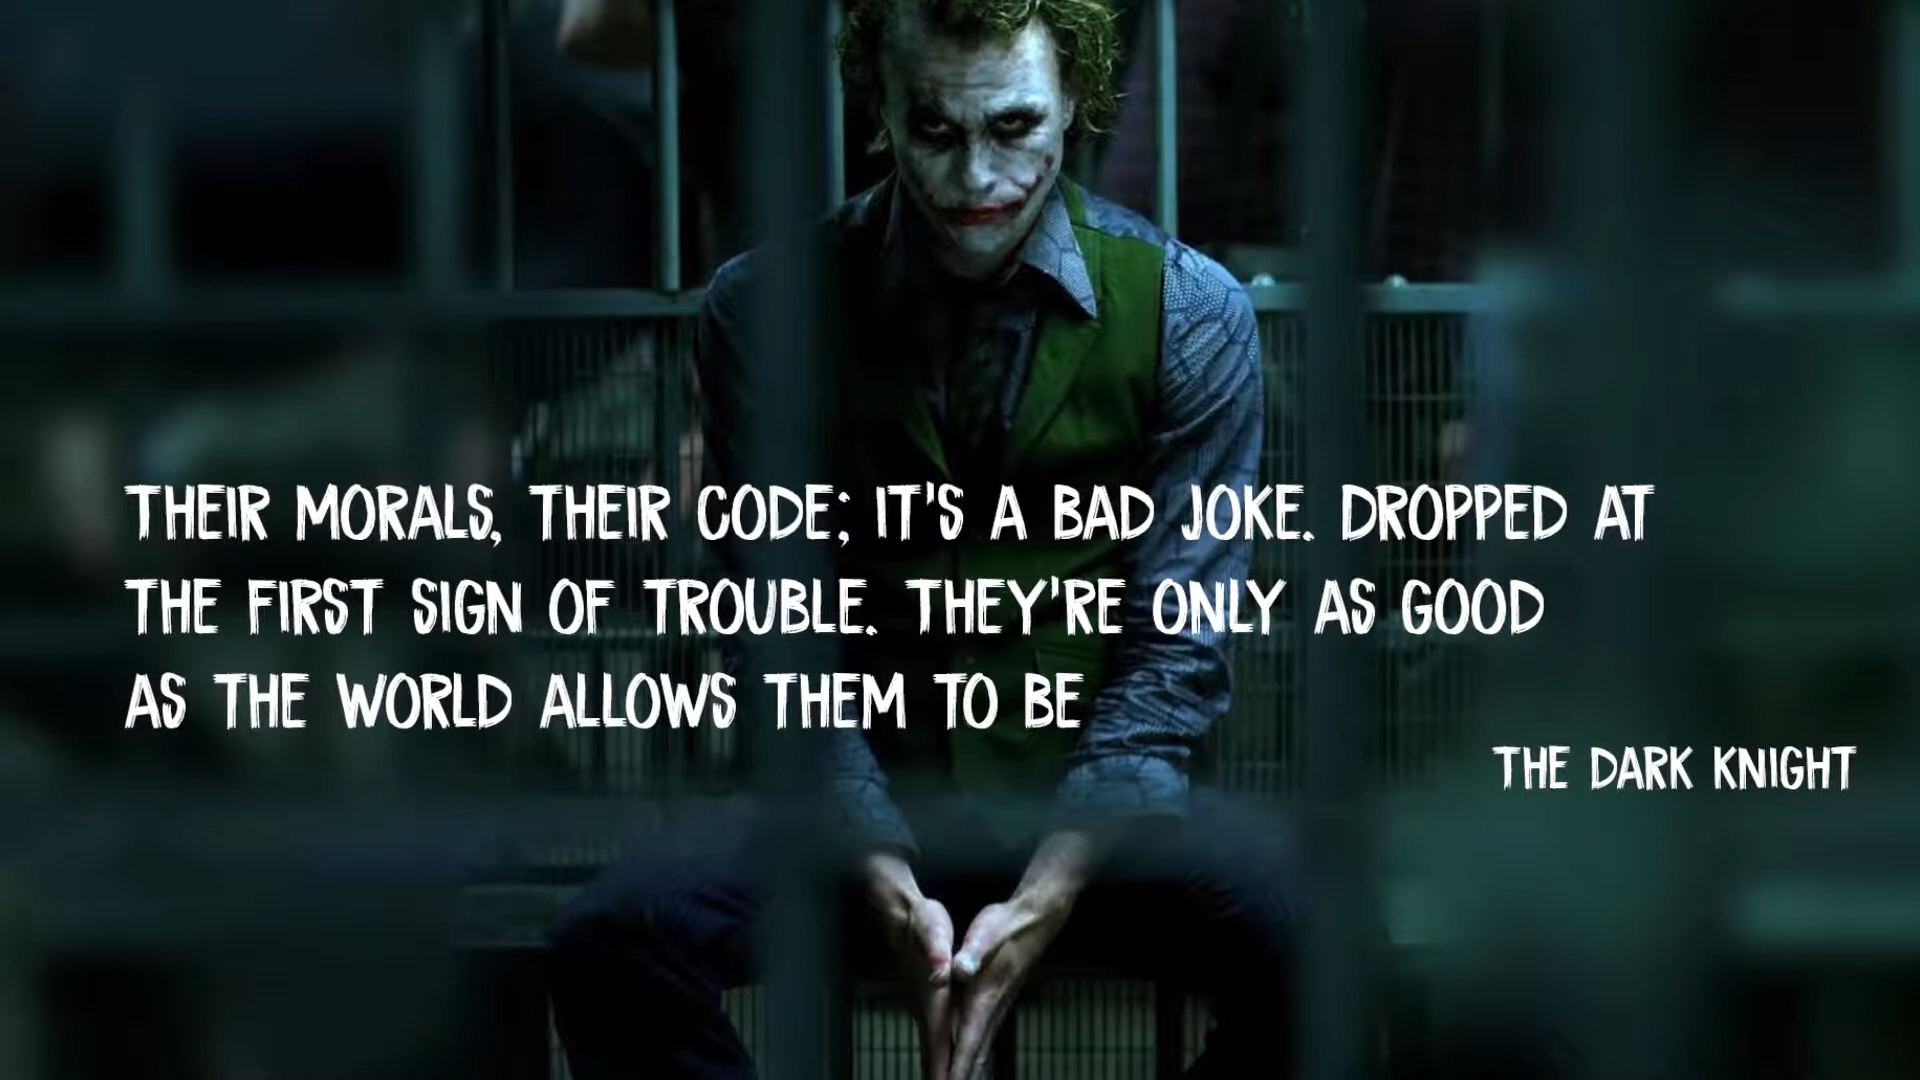 THEIR MORALS, THEIR CODE; IT'S A BAD JOKE. DROPPED AT
THE FIRST SIGN OF TROUBLE. THEY'RE ONLY AS GOOD
AS THE WORLD ALLOWS THEM TO BE
THE DARK KNIGHT